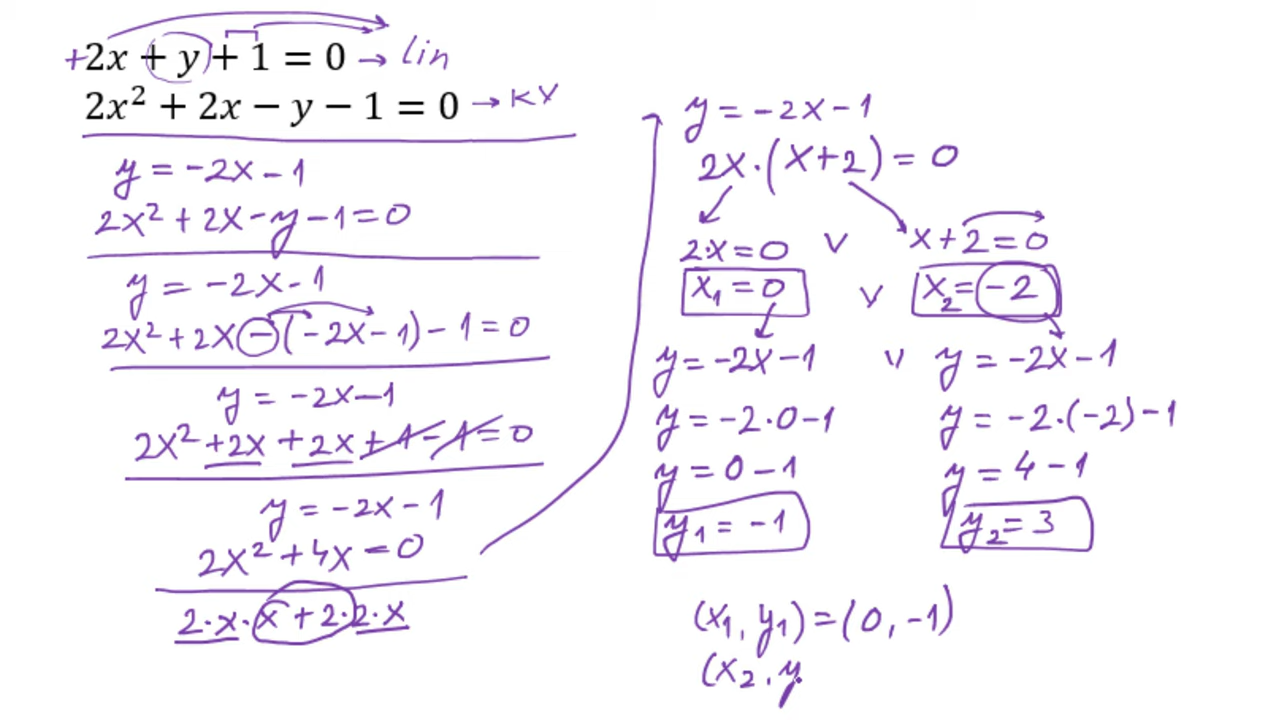 +2x + y + 1 = 0 → lin
2x² + 2x − y − 1 = 0 → KV
y = -2x - 1
2x² + 2x - y - 1 = 0
y = -2x - 1
2x² + 2x - (-2x - 1) - 1 = 0
y = -2x - 1
2x² + 2x + 2x + 1 - 1 = 0
y = -2x - 1
2x² + 4x = 0
2·x·x + 2·2·x
y = -2x - 1
2x·(x+2) = 0
2·x = 0 ∨ x + 2 = 0
x₁ = 0 ∨ x₂ = -2
y = -2x - 1 ∨ y = -2x - 1
y = -2·0 - 1 y = -2·(-2) - 1
y = 0 - 1 y = 4 - 1
y₁ = -1 y₂ = 3
(x₁, y₁) = (0, -1)
(x₂, y